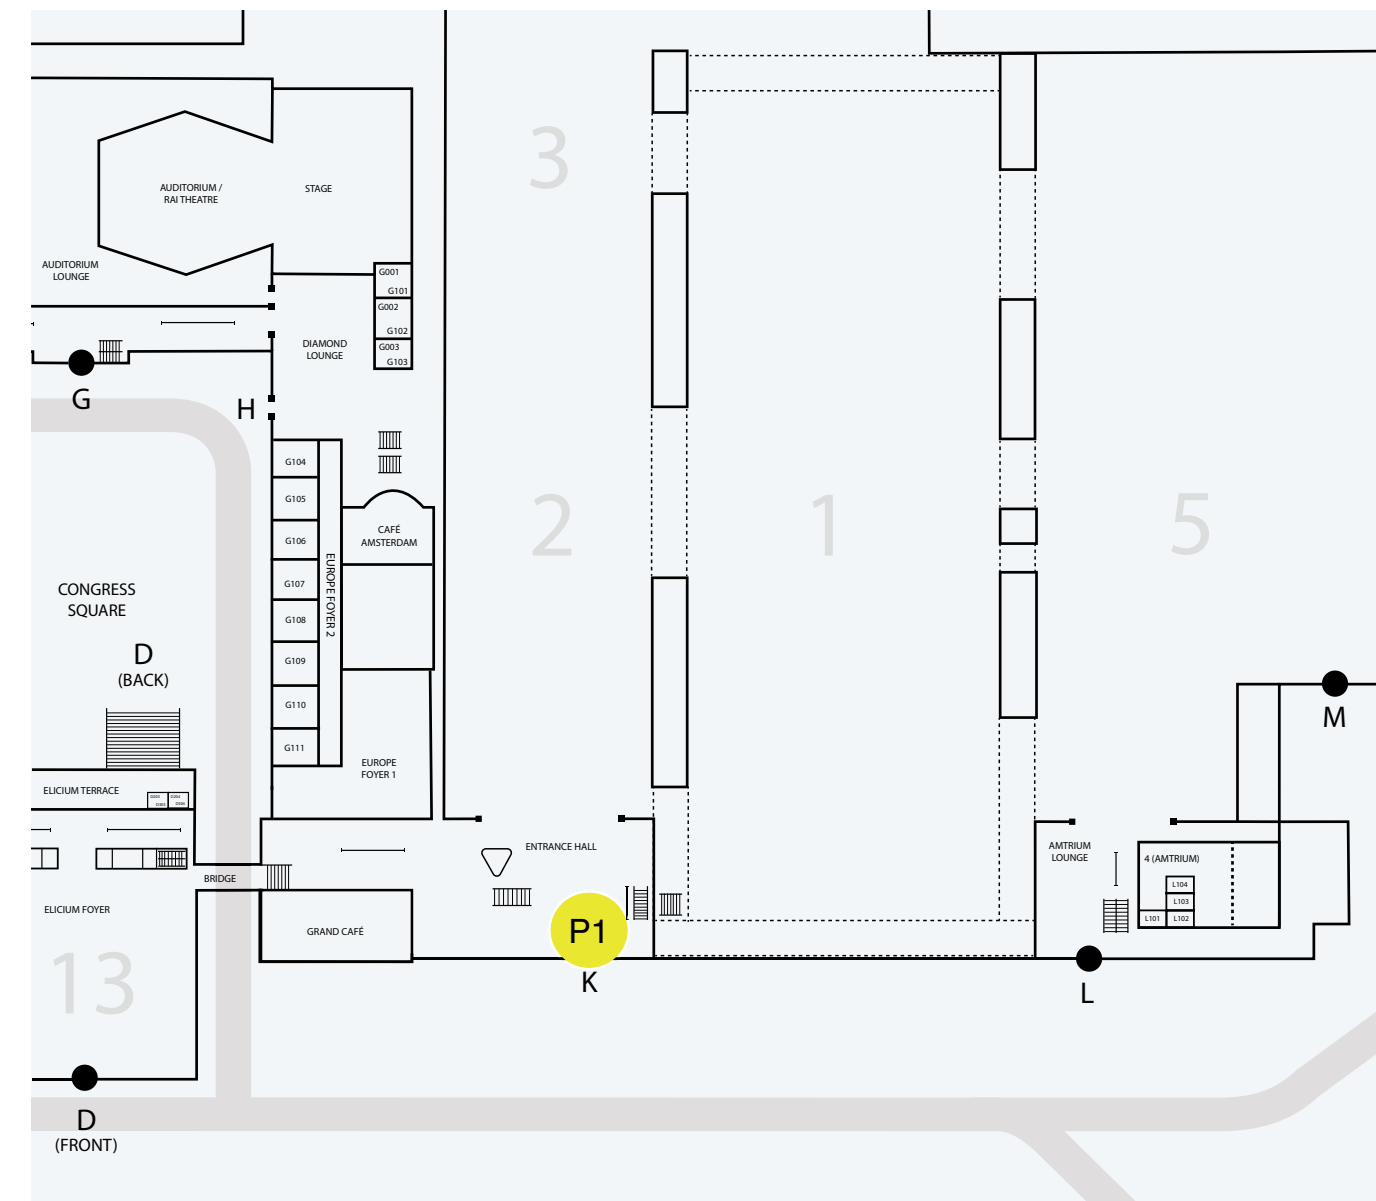 3
AUDITORIUM /
RAI THEATRE
STAGE
AUDITORIUM
LOUNGE
G001
G101
G002
G102
G003
G103
DIAMOND
LOUNGE
G
H
G104
G105
G106
G107
G108
G109
G110
G111
EUROPE FOYER 2
CAFÉ
AMSTERDAM
2
1
5
CONGRESS
SQUARE
D
(BACK)
M
EUROPE
FOYER 1
ELICIUM TERRACE
ENTRANCE HALL
AMTRIUM
LOUNGE
4 (AMTRIUM)
L104
L103
L101
L102
BRIDGE
ELICIUM FOYER
GRAND CAFÉ
P1
K
L
13
D
(FRONT)